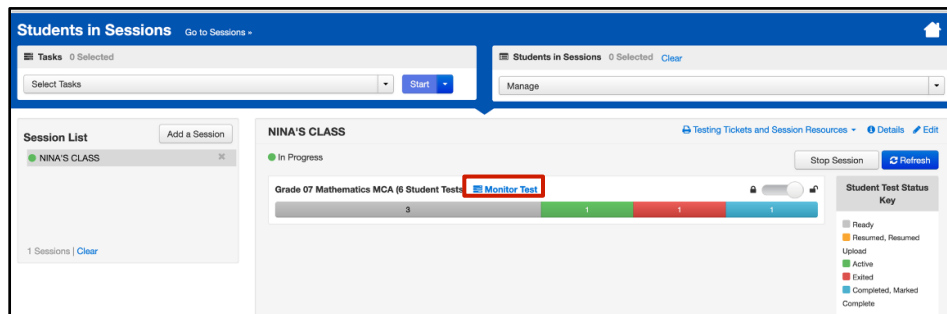 Students in Sessions Go to Sessions »
Tasks 0 Selected
Select Tasks
Start
Students in Sessions 0 Selected Clear
Manage
Session List
Add a Session
NINA'S CLASS
1 Sessions | Clear
NINA'S CLASS
Testing Tickets and Session Resources
Details
Edit
In Progress
Stop Session
Refresh
Grade 07 Mathematics MCA (6 Student Tests
Monitor Test
3
1
1
1
Student Test Status
Key
Ready
Resumed, Resumed
Upload
Active
Exited
Completed, Marked
Complete